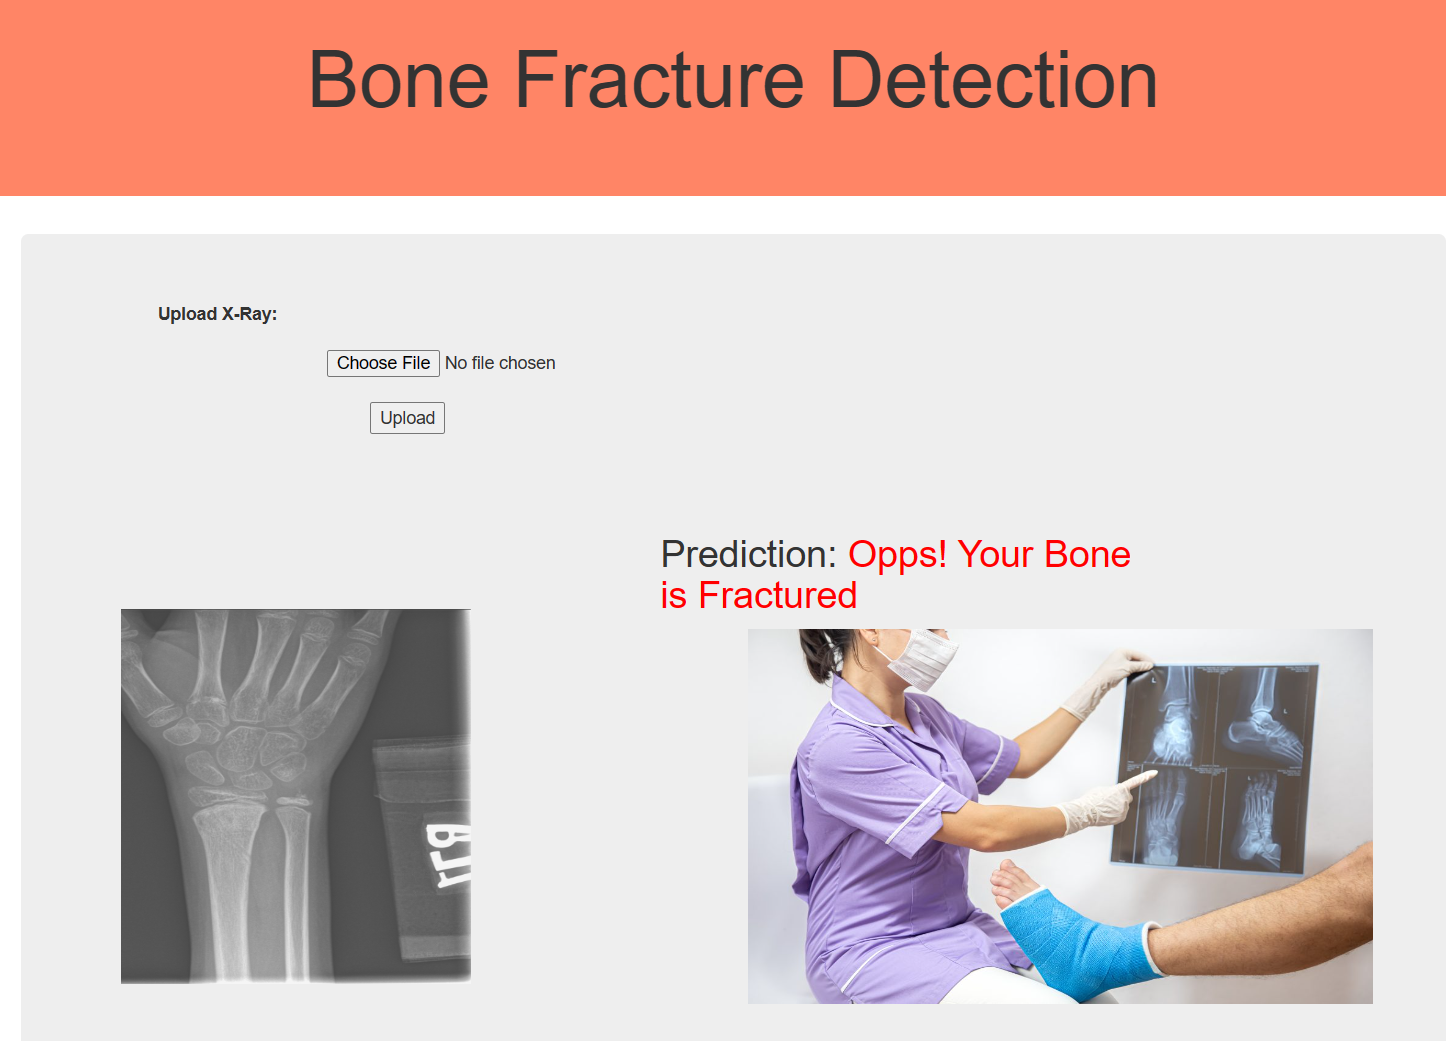 Bone Fracture Detection
Upload X-Ray:
Choose File No file chosen
Upload
Prediction: Opps! Your Bone
is Fractured